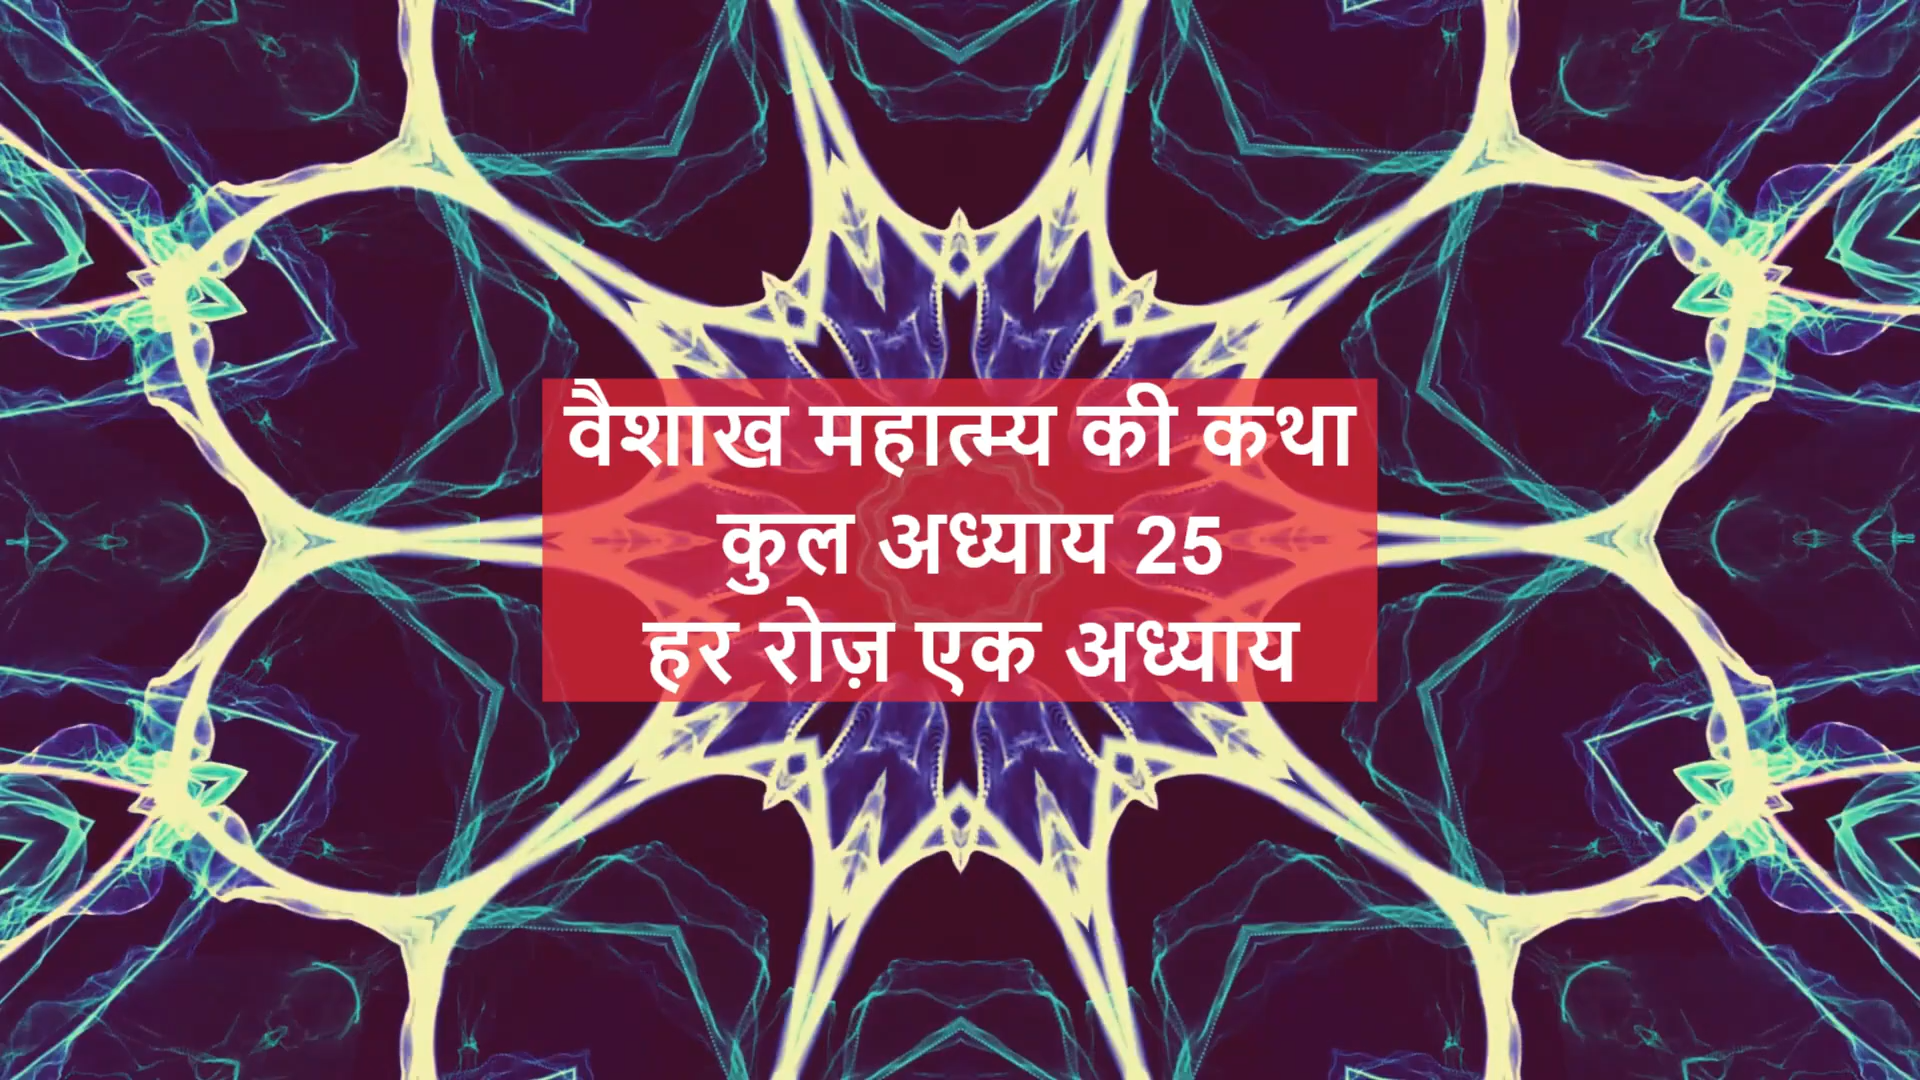 वैशाख महात्म्य की कथा
कुल अध्याय 25
हर रोज़ एक अध्याय